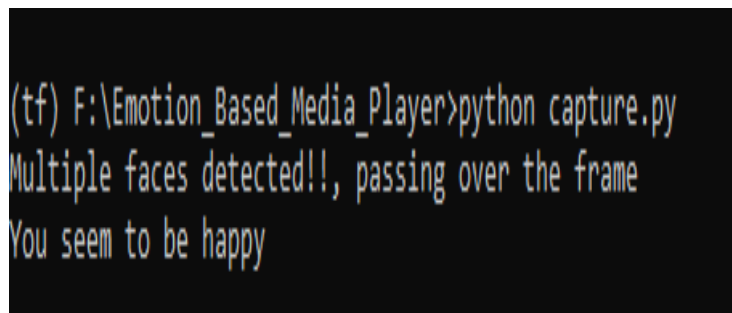 (tf) F:\Emotion_Based_Media_Player>python capture.py
Multiple faces detected!!, passing over the frame
You seem to be happy